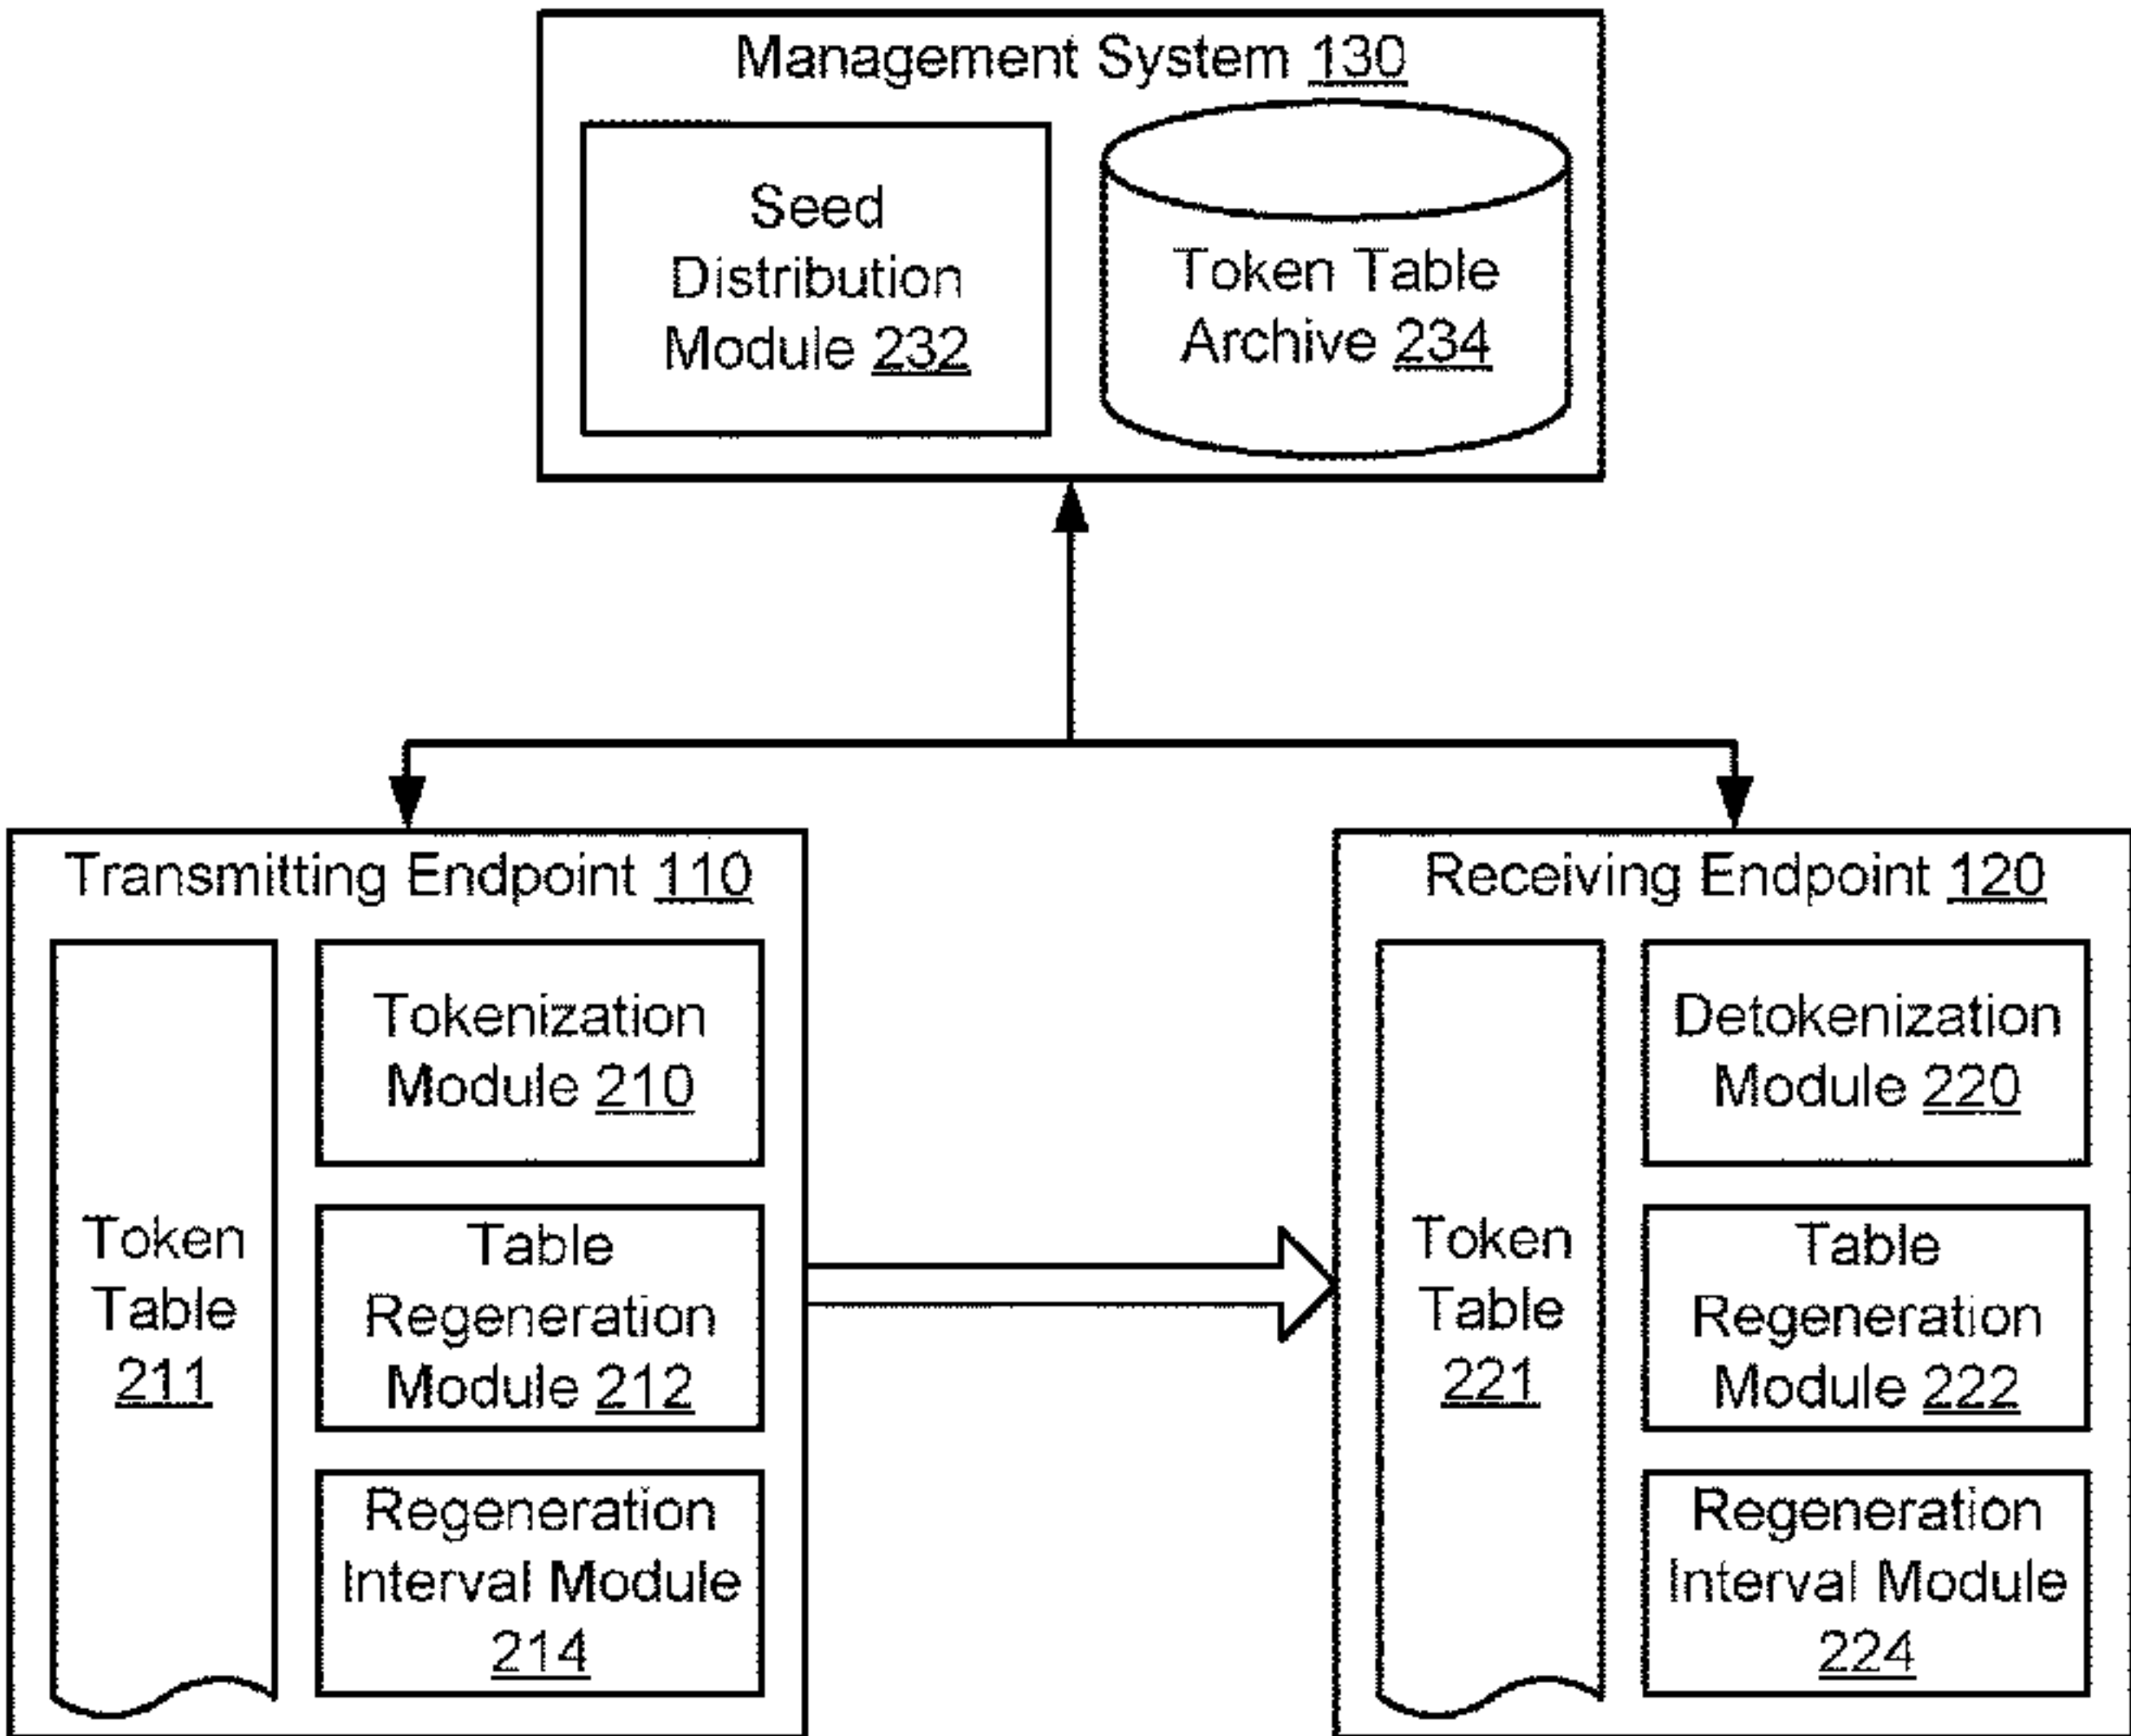 Management System 130
Seed
Distribution
Module 232
Token Table
Archive 234
Transmitting Endpoint 110
Token
Table
211
Tokenization
Module 210
Table
Regeneration
Module 212
Regeneration
Interval Module
214
Receiving Endpoint 120
Token
Table
221
Detokenization
Module 220
Table
Regeneration
Module 222
Regeneration
Interval Module
224